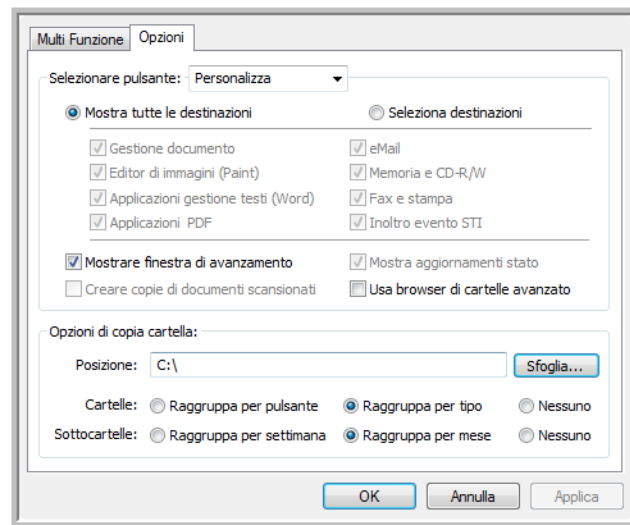 Multi Funzione Opzioni
Selezionare pulsante: Personalizza
Mostra tutte le destinazioni Seleziona destinazioni
Gestione documento eMail
Editor di immagini (Paint) Memoria e CD-R/W
Applicazioni gestione testi (Word) Fax e stampa
Applicazioni PDF Inoltro evento STI
Mostrare finestra di avanzamento Mostra aggiornamenti stato
Creare copie di documenti scansionati Usa browser di cartelle avanzato
Opzioni di copia cartella:
Posizione: C:\ Sfoglia...
Cartelle: Raggruppa per pulsante Raggruppa per tipo Nessuno
Sottocartelle: Raggruppa per settimana Raggruppa per mese Nessuno
OK Annulla Applica